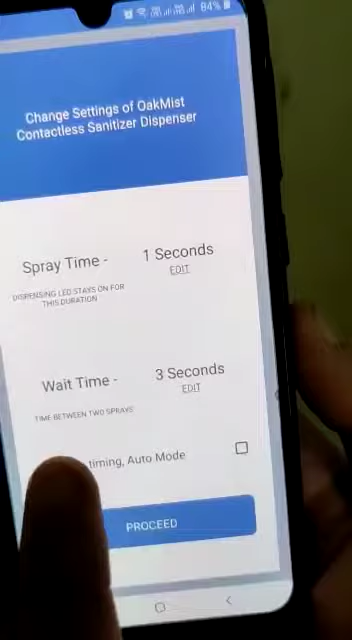 84%
Change Settings of OakMist
Contactless Sanitizer Dispenser
Spray Time - 1 Seconds
EDIT
DISPENSING LED STAYS ON FOR
THIS DURATION
Wait Time - 3 Seconds
EDIT
TIME BETWEEN TWO SPRAYS
timing, Auto Mode
PROCEED